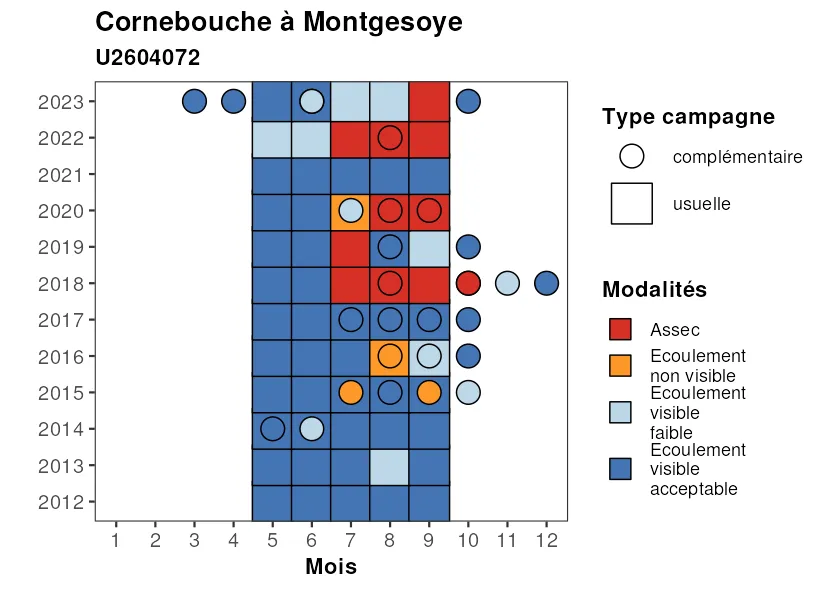 Cornebouche à Montgesoye
U2604072
2023
2022
2021
2020
2019
2018
2017
2016
2015
2014
2013
2012
1 2 3 4 5 6 7 8 9 10 11 12
Mois
Type campagne
complémentaire
usuelle
Modalités
Assec
Ecoulement
non visible
Ecoulement
visible
faible
Ecoulement
visible
acceptable